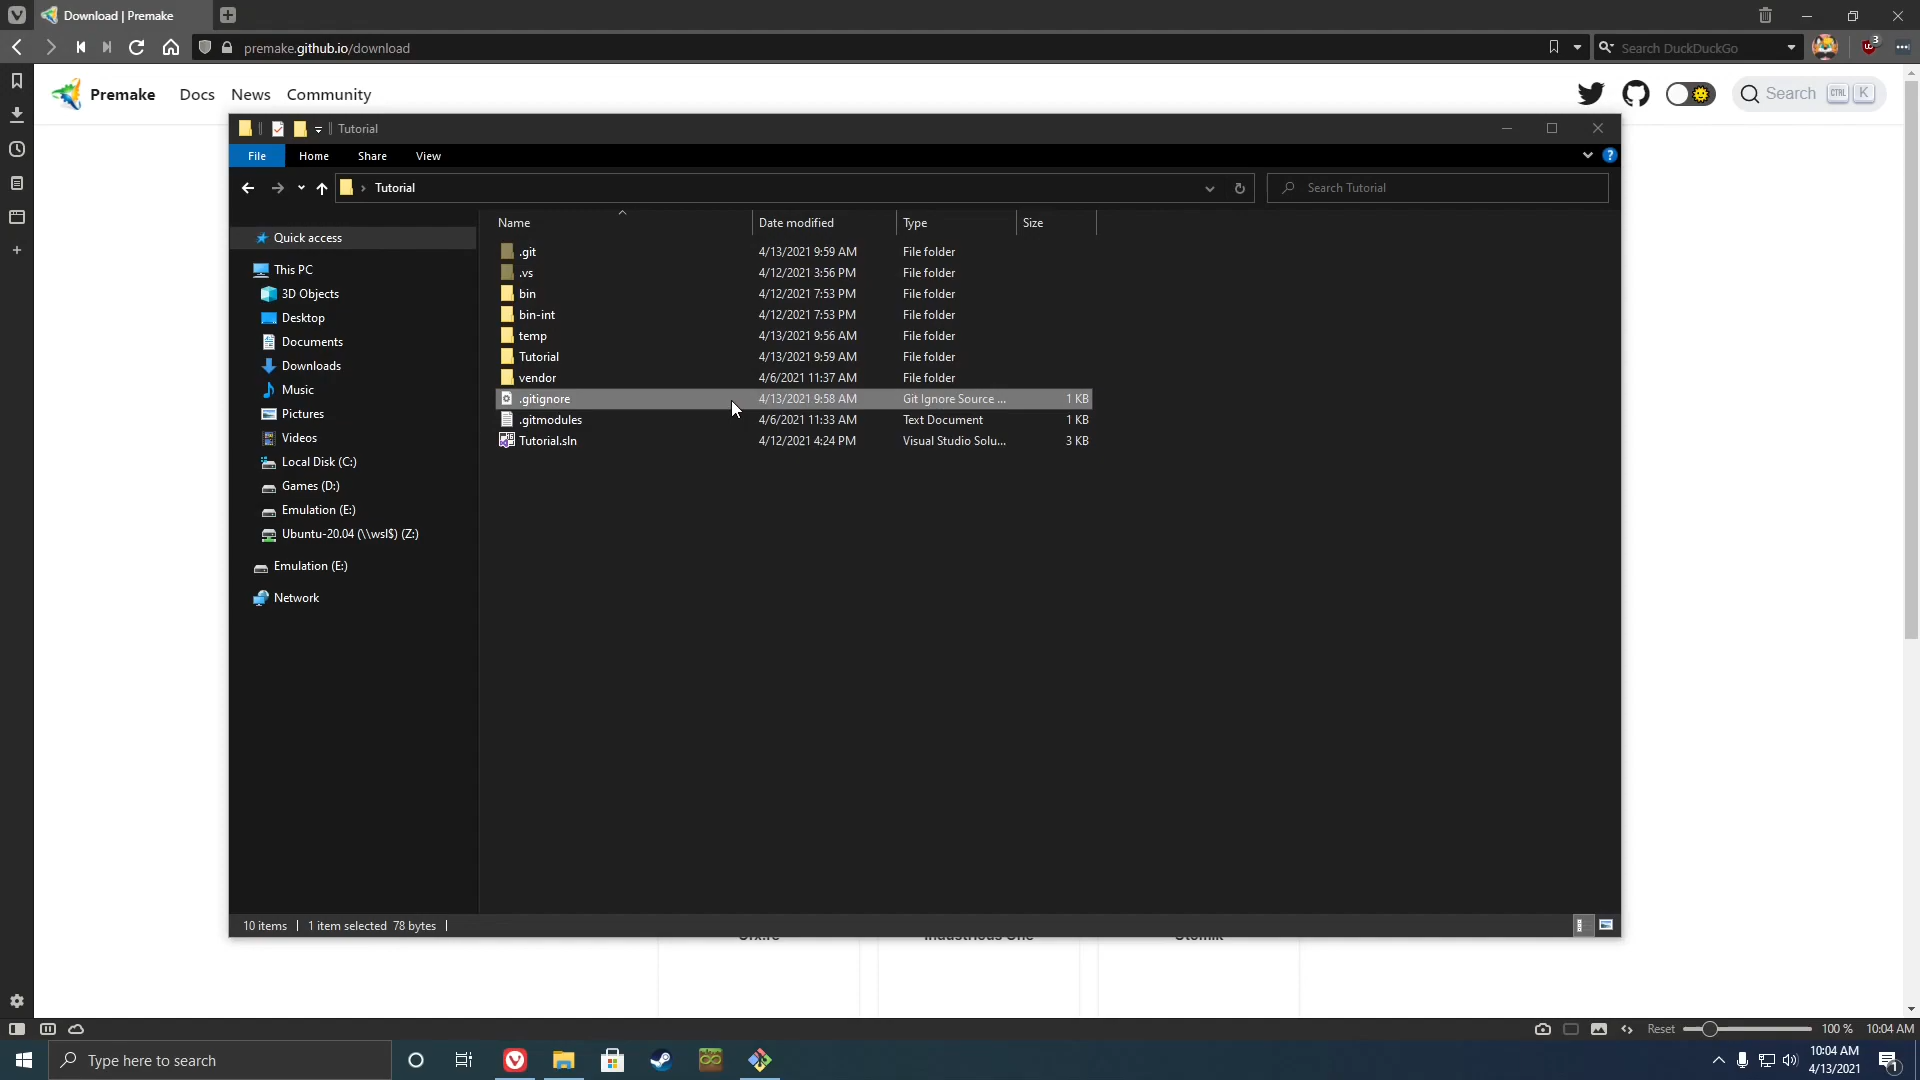 Download | Premake
premake.github.io/download
Search DuckDuckGo
3
Premake
Docs
News
Community
Search
CTRL
K
Tutorial
File
Home
Share
View
Tutorial
Search Tutorial
Name
Date modified
Type
Size
Quick access
This PC
3D Objects
Desktop
Documents
Downloads
Music
Pictures
Videos
Local Disk (C:)
Games (D:)
Emulation (E:)
Ubuntu-20.04 (\\wsl$) (Z:)
Emulation (E:)
Network
.git 4/13/2021 9:59 AM File folder
.vs 4/12/2021 3:56 PM File folder
bin 4/12/2021 7:53 PM File folder
bin-int 4/12/2021 7:53 PM File folder
temp 4/13/2021 9:56 AM File folder
Tutorial 4/13/2021 9:59 AM File folder
vendor 4/6/2021 11:37 AM File folder
.gitignore 4/13/2021 9:58 AM Git Ignore Source ... 1 KB
.gitmodules 4/6/2021 11:33 AM Text Document 1 KB
Tutorial.sln 4/12/2021 4:24 PM Visual Studio Solu... 3 KB
10 items
1 item selected 78 bytes
Industrious One
Reset
100 %
10:04 AM
Type here to search
10:04 AM
4/13/2021
1